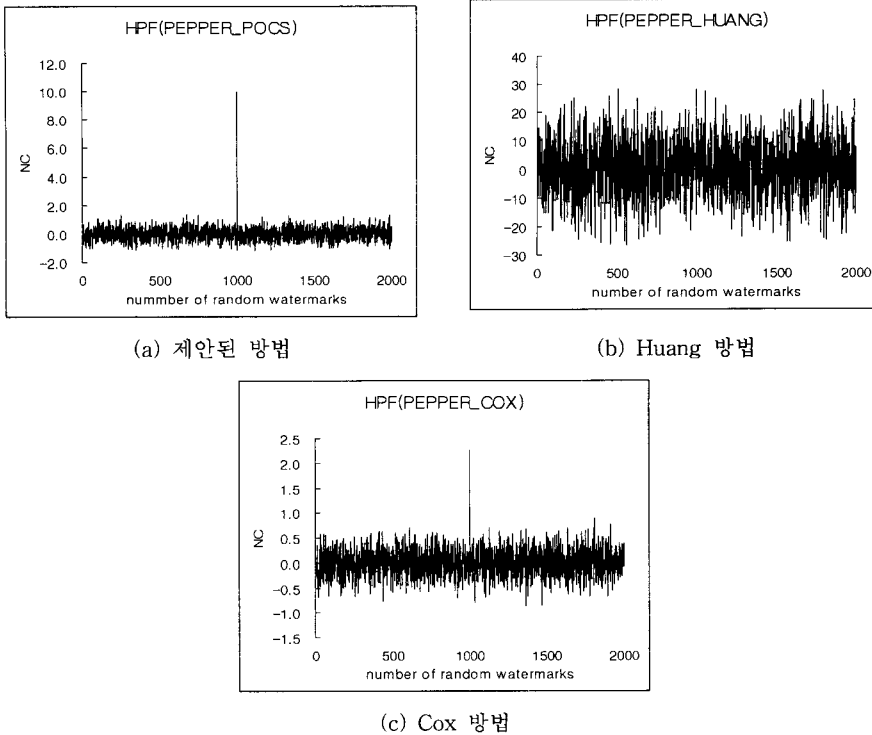 HPF(PEPPER_POCS)
12.0
10.0
8.0
6.0
4.0
2.0
0.0
-2.0
NC
0 500 1000 1500 2000
nummber of random watermarks
(a) 제안된 방법
HPF(PEPPER_HUANG)
40
30
20
10
0
-10
-20
-30
NC
0 500 1000 1500 2000
number of random watermarks
(b) Huang 방법
HPF(PEPPER_COX)
2.5
2.0
1.5
1.0
0.5
0.0
-0.5
-1.0
-1.5
NC
0 500 1000 1500 2000
number of random watermarks
(c) Cox 방법